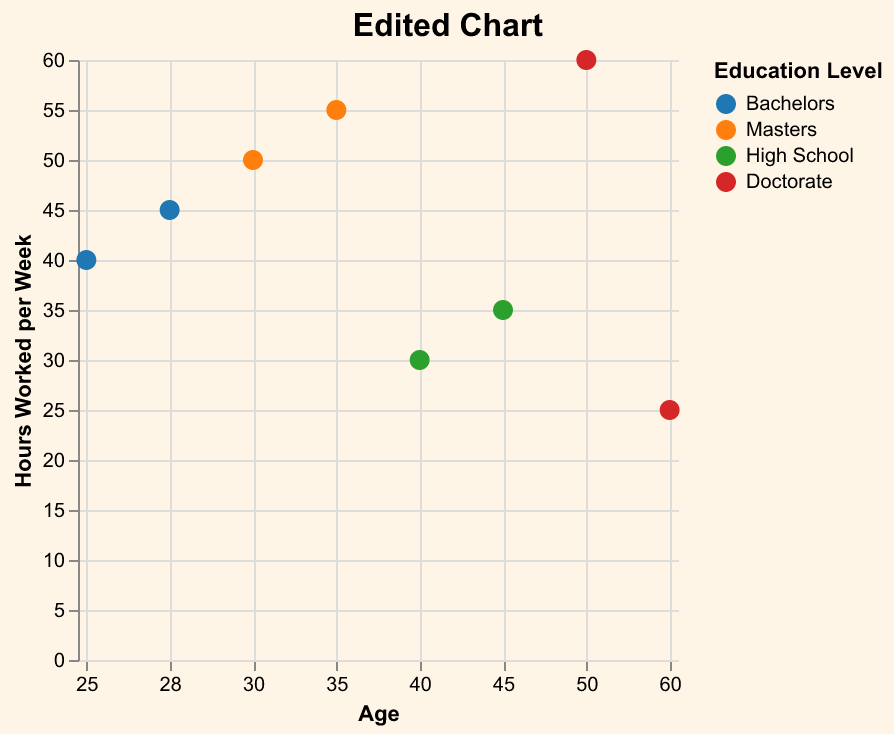 Edited Chart
60
55
50
45
40
35
30
25
20
15
10
5
0
Hours Worked per Week
25 28 30 35 40 45 50 60
Age
Education Level
Bachelors
Masters
High School
Doctorate